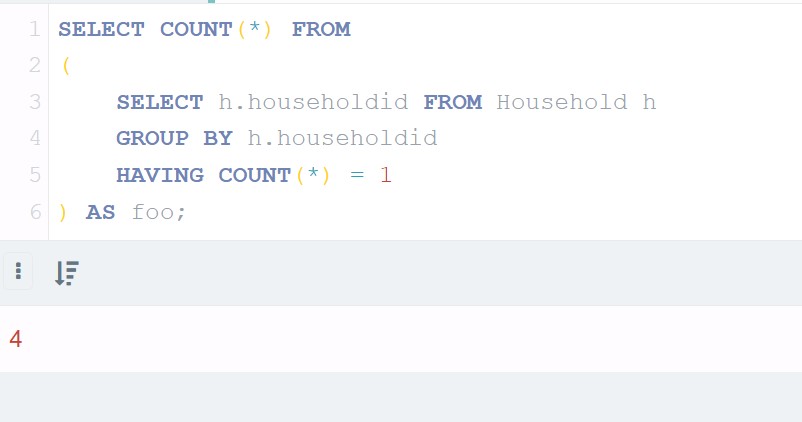 1 SELECT COUNT(*) FROM
2 (
3 SELECT h.householdid FROM Household h
4 GROUP BY h.householdid
5 HAVING COUNT(*) = 1
6 ) AS foo;
4